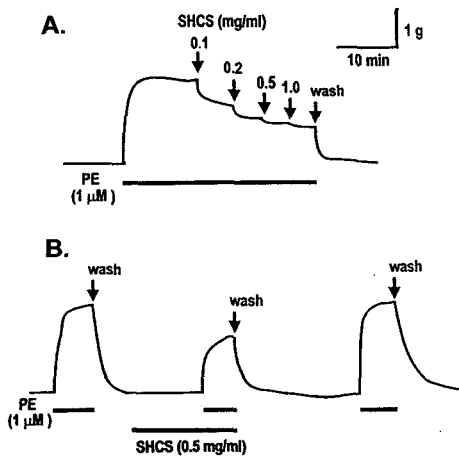 A.
SHCS (mg/ml)
0.1
0.2
0.5
1.0
wash
1 g
10 min
PE
(1 µM )
B.
wash
wash
wash
PE
(1 µM)
SHCS (0.5 mg/ml)